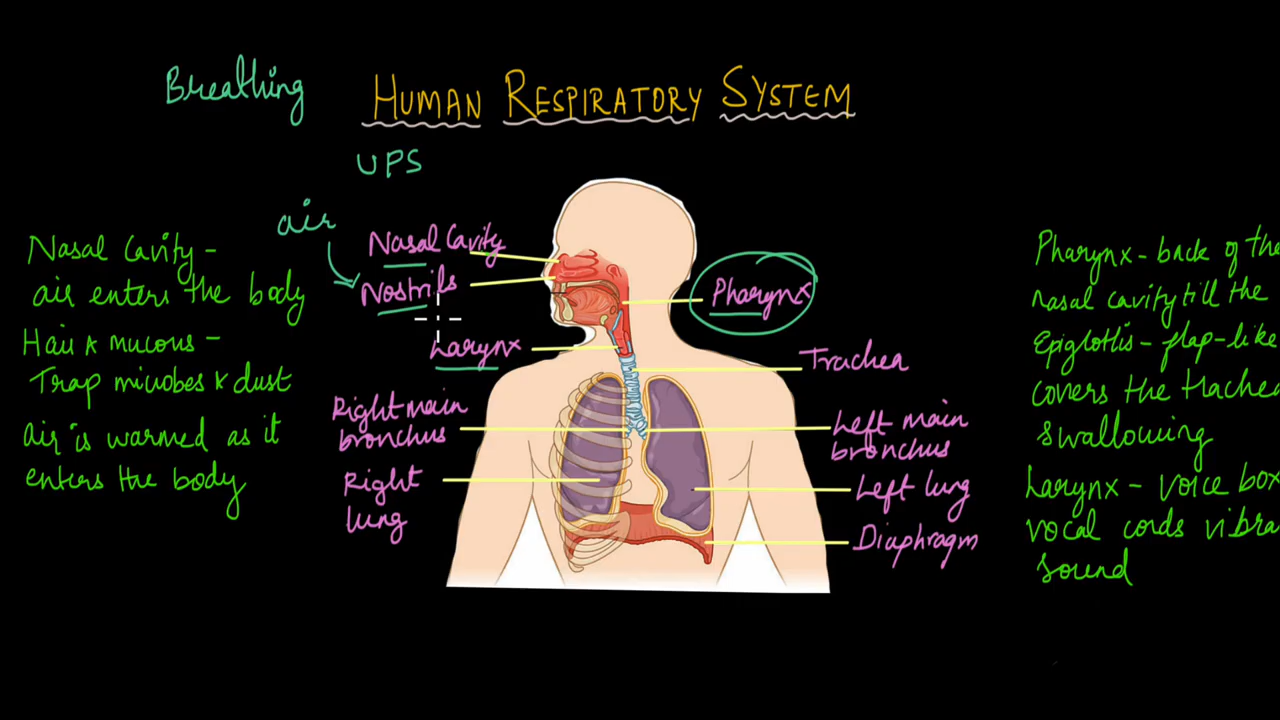 Breathing
HUMAN RESPIRATORY SYSTEM
UPS
air
Nasal Cavity
Nostrils
Larynx
Right main
bronchus
Right
lung
Pharynx
Trachea
Left main
bronchus
Left lung
Diaphragm
Nasal Cavity -
air enters the body
Hair & mucous -
Trap microbes & dust
Air is warmed as it
enters the body
Pharynx - back of the
nasal cavity till the
Epiglottis - flap-like
covers the trachea
swallowing
Larynx - voice box
vocal cords vibra
sound